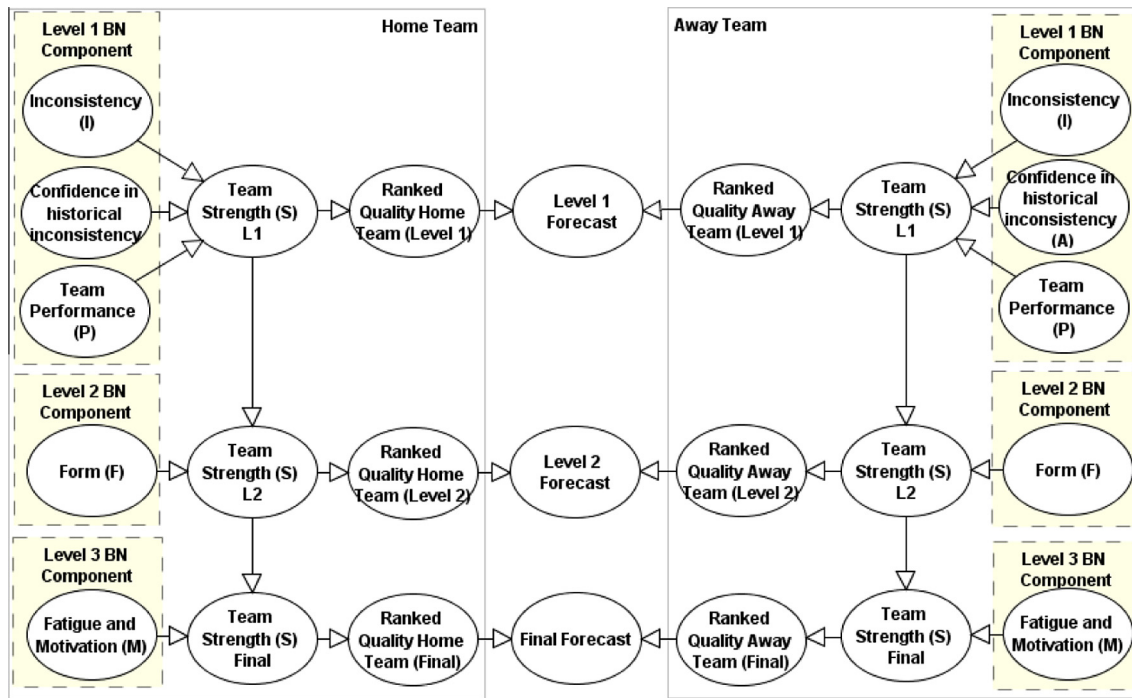 Home Team
Level 1 BN
Component
Inconsistency
(I)
Confidence in
historical
inconsistency
Team
Performance
(P)
Team
Strength (S)
L1
Ranked
Quality Home
Team (Level 1)
Level 1
Forecast
Away Team
Ranked
Quality Away
Team (Level 1)
Team
Strength (S)
L1
Level 1 BN
Component
Inconsistency
(I)
Confidence in
historical
inconsistency
(A)
Team
Performance
(P)
Level 2 BN
Component
Form (F)
Team
Strength (S)
L2
Ranked
Quality Home
Team (Level 2)
Level 2
Forecast
Ranked
Quality Away
Team (Level 2)
Team
Strength (S)
L2
Level 2 BN
Component
Form (F)
Level 3 BN
Component
Fatigue and
Motivation (M)
Team
Strength (S)
Final
Ranked
Quality Home
Team (Final)
Final Forecast
Ranked
Quality Away
Team (Final)
Team
Strength (S)
Final
Level 3 BN
Component
Fatigue and
Motivation (M)